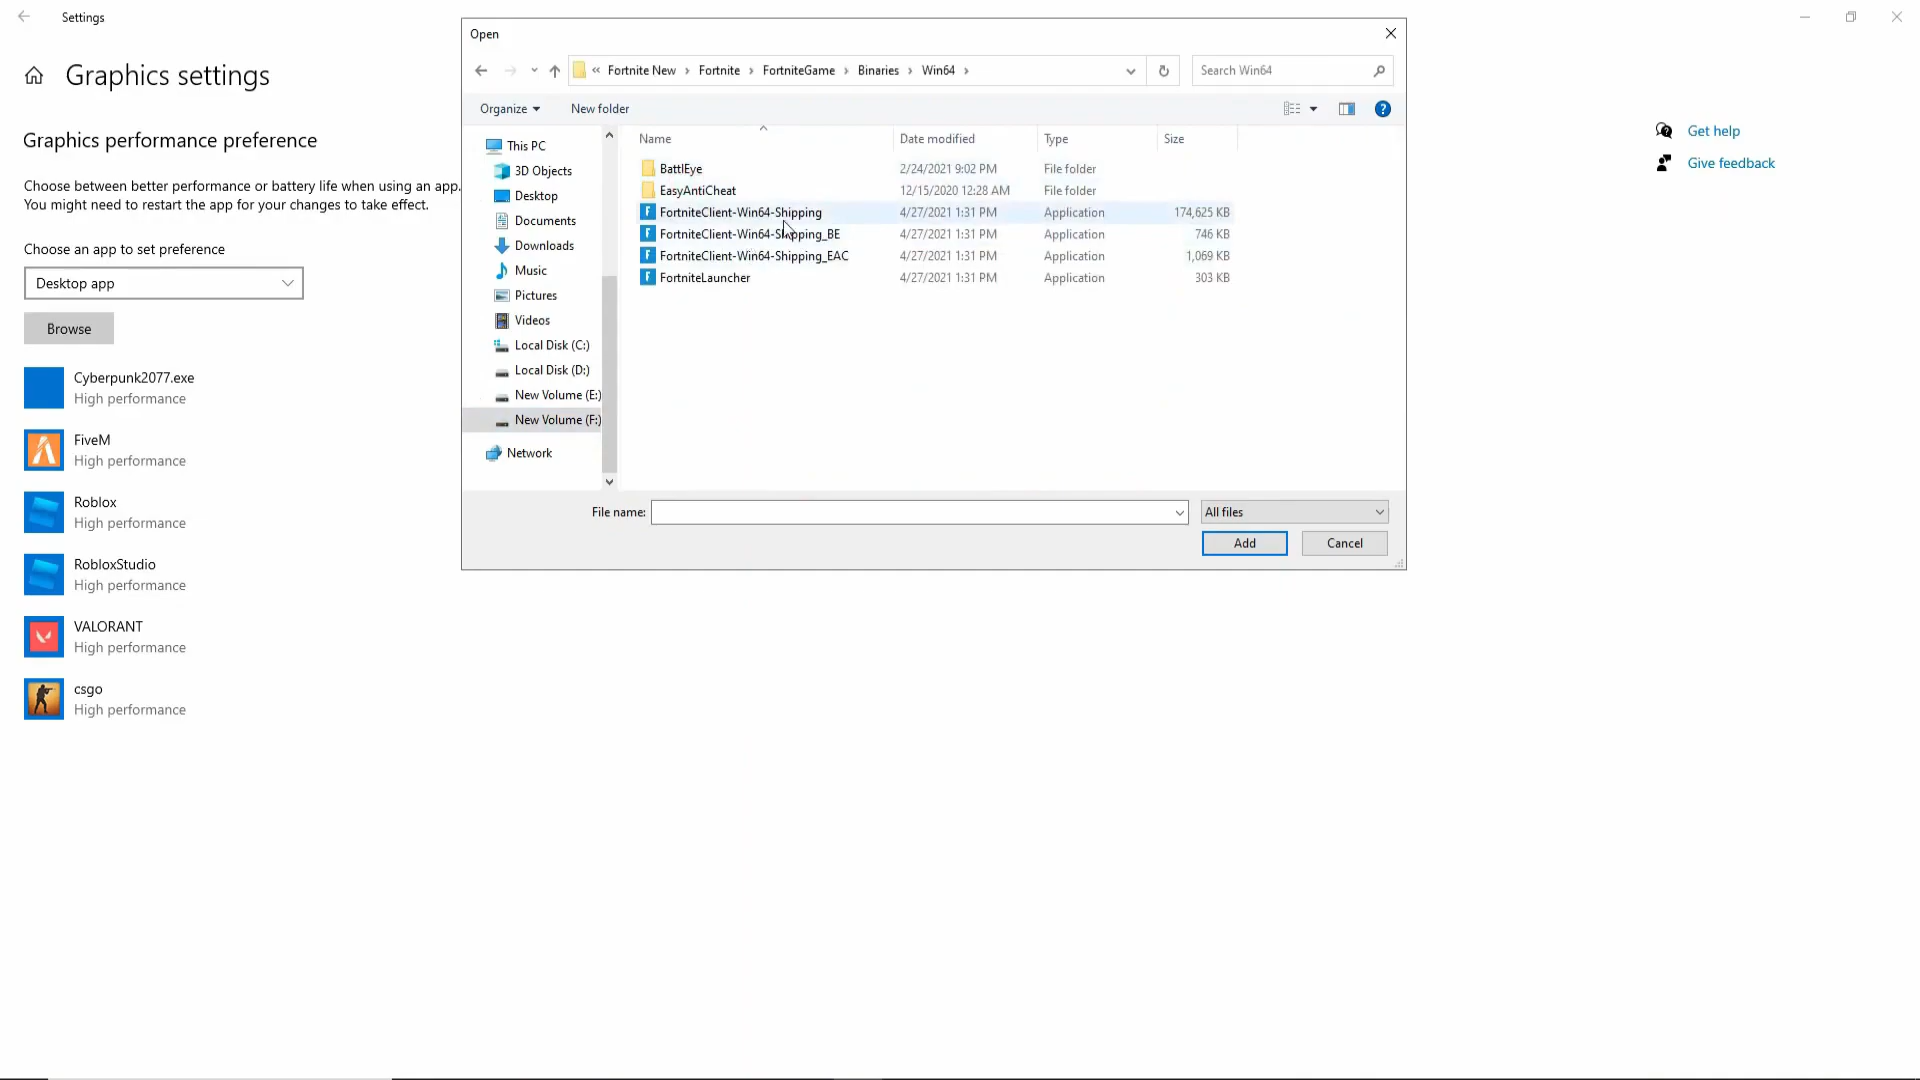 Settings
Graphics settings
Graphics performance preference
Choose between better performance or battery life when using an app.
You might need to restart the app for your changes to take effect.
Choose an app to set preference
Desktop app
Browse
Cyberpunk2077.exe
High performance
FiveM
High performance
Roblox
High performance
RobloxStudio
High performance
VALORANT
High performance
csgo
High performance
Open
« Fortnite New › Fortnite › FortniteGame › Binaries › Win64 ›
Search Win64
Organize
New folder
This PC
3D Objects
Desktop
Documents
Downloads
Music
Pictures
Videos
Local Disk (C:)
Local Disk (D:)
New Volume (E:)
New Volume (F:)
Network
Name Date modified Type Size
BattlEye 2/24/2021 9:02 PM File folder
EasyAntiCheat 12/15/2020 12:28 AM File folder
FortniteClient-Win64-Shipping 4/27/2021 1:31 PM Application 174,625 KB
FortniteClient-Win64-Shipping_BE 4/27/2021 1:31 PM Application 746 KB
FortniteClient-Win64-Shipping_EAC 4/27/2021 1:31 PM Application 1,069 KB
FortniteLauncher 4/27/2021 1:31 PM Application 303 KB
File name:
All files
Add
Cancel
Get help
Give feedback